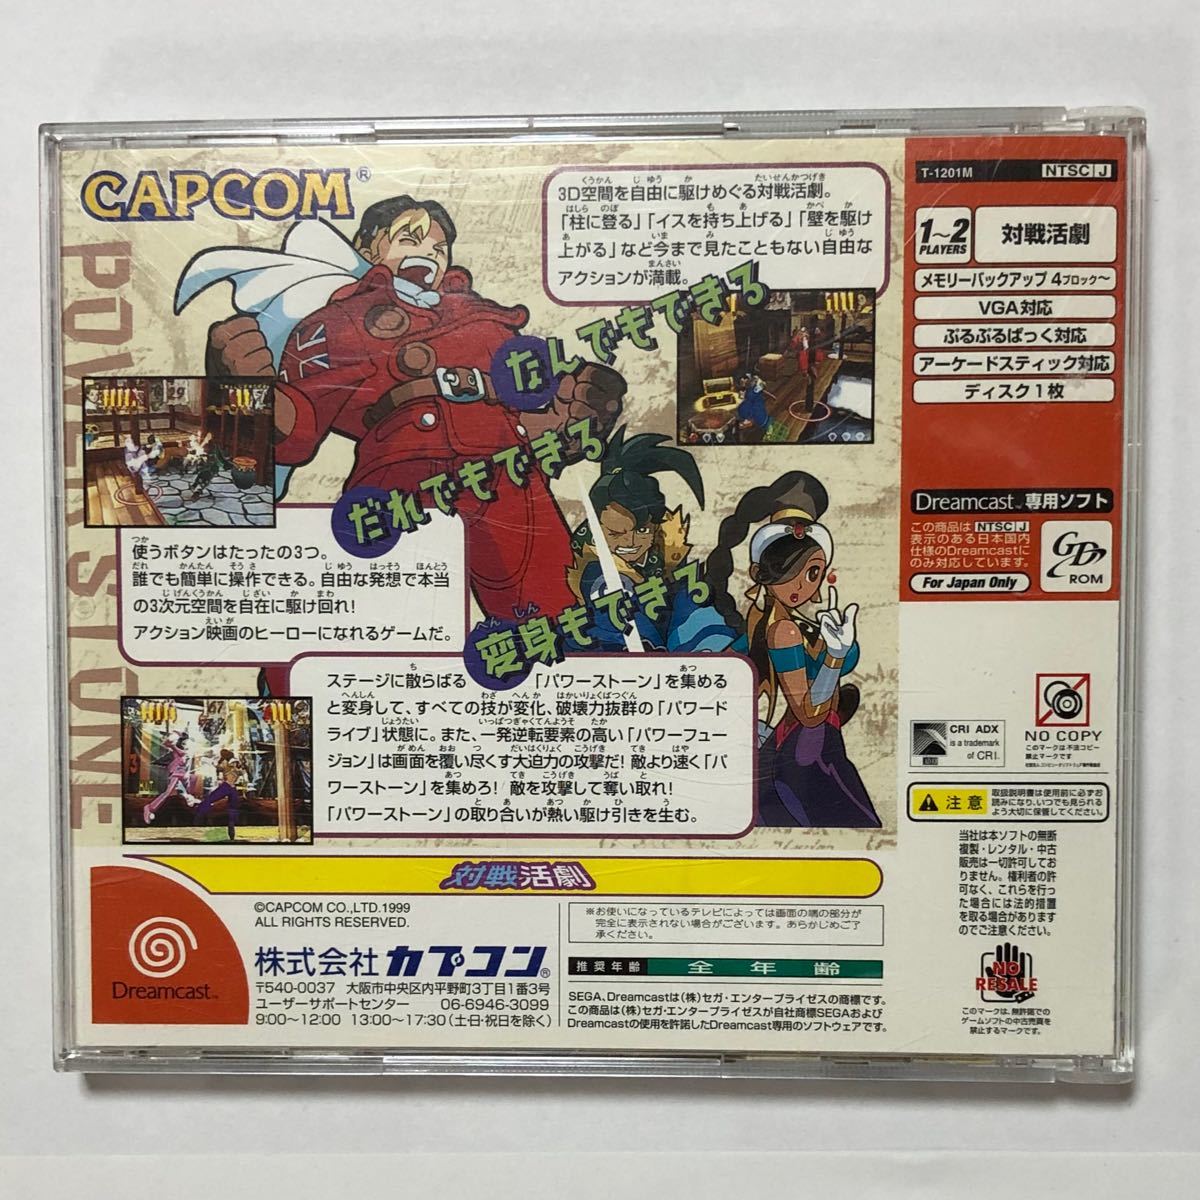 CAPCOM®
POWER STONE
3D空間を自由に駆けめぐる対戦活劇。
「柱に登る」「イスを持ち上げる」「壁を駆け
上がる」など今まで見たこともない自由な
アクションが満載。
なんでもできる
だれでもできる
変身もできる
使うボタンはたったの3つ。
誰でも簡単に操作できる。自由な発想で本当
の3次元空間を自在に駆け回れ!
アクション映画のヒーローになれるゲームだ。
ステージに散らばる 「パワーストーン」を集める
と変身して、すべての技が変化、破壊力抜群の「パワード
ライブ」状態に。また、一発逆転要素の高い「パワーフュー
ジョン」は画面を覆い尽くす大迫力の攻撃だ!敵より速く「パ
ワーストーン」を集めろ!敵を攻撃して奪い取れ!
「パワーストーン」の取り合いが熱い駆け引きを生む。
対戦活劇
©CAPCOM CO.,LTD.1999
ALL RIGHTS RESERVED.
株式会社 カプコン®
〒540-0037 大阪市中央区内平野町3丁目1番3号
ユーザーサポートセンター 06-6946-3099
9:00〜12:00 13:00〜17:30(土日・祝日を除く)
Dreamcast™
※お使いになっているテレビによっては画面の端の部分が
完全に表示されない場合がございます。あらかじめご了
承ください。
推奨年齢 全年齢
SEGA、Dreamcastは(株)セガ・エンタープライゼスの商標です。
この商品は(株)セガ・エンタープライゼスが自社商標SEGAおよび
Dreamcastの使用を許諾したDreamcast専用のソフトウェアです。
T-1201M NTSC J
1〜2 PLAYERS
対戦活劇
メモリーバックアップ 4ブロック〜
VGA対応
ぷるぷるぱっく対応
アーケードスティック対応
ディスク1枚
Dreamcast™専用ソフト
この商品は NTSC J
表示のある日本国内
仕様のDreamcastに
のみ対応しています。
For Japan Only
GD-ROM
CRI ADX
is a trademark
of CRI.
NO COPY
このマークは不法コピー
禁止マークです
注意
取扱説明書は使用前に必ずお
読みになり、いつでも見られる
よう大切に保管してください。
当社は本ソフトの無断
複製・レンタル・中古
販売は一切許可してお
りません。権利者の許
可なく、これらを行っ
た場合には法的措置
を取る場合があります
のでご注意ください。
NO
RESALE
このマークは、無許諾での
ゲームソフトの中古売買を
禁止するマークです。